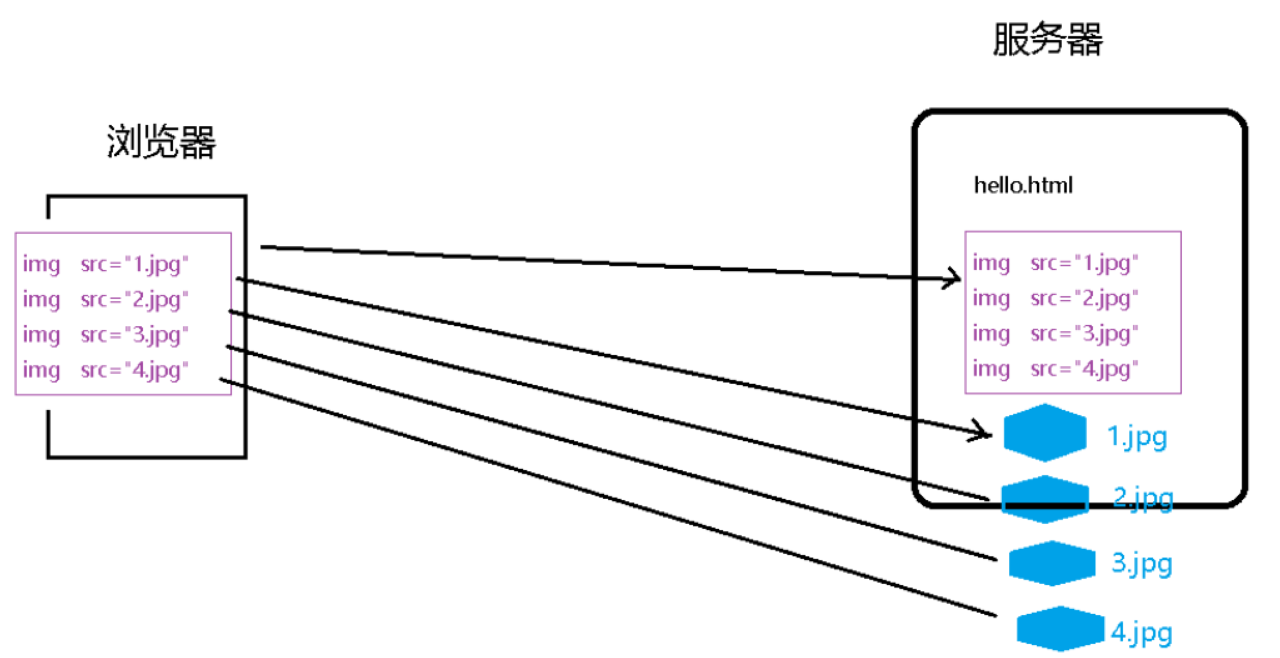 服务器
浏览器
hello.html
img src="1.jpg"
img src="2.jpg"
img src="3.jpg"
img src="4.jpg"
img src="1.jpg"
img src="2.jpg"
img src="3.jpg"
img src="4.jpg"
1.jpg
2.jpg
3.jpg
4.jpg